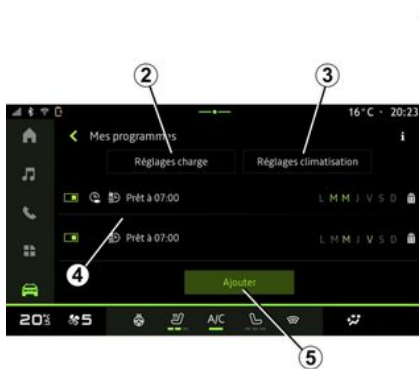 2 3
16°C · 20:23
Mes programmes i
Réglages charge Réglages climatisation
Prêt à 07:00 L M M J V S D
Prêt à 07:00 L M M J V S D
4
Ajouter
20 5 A/C
5